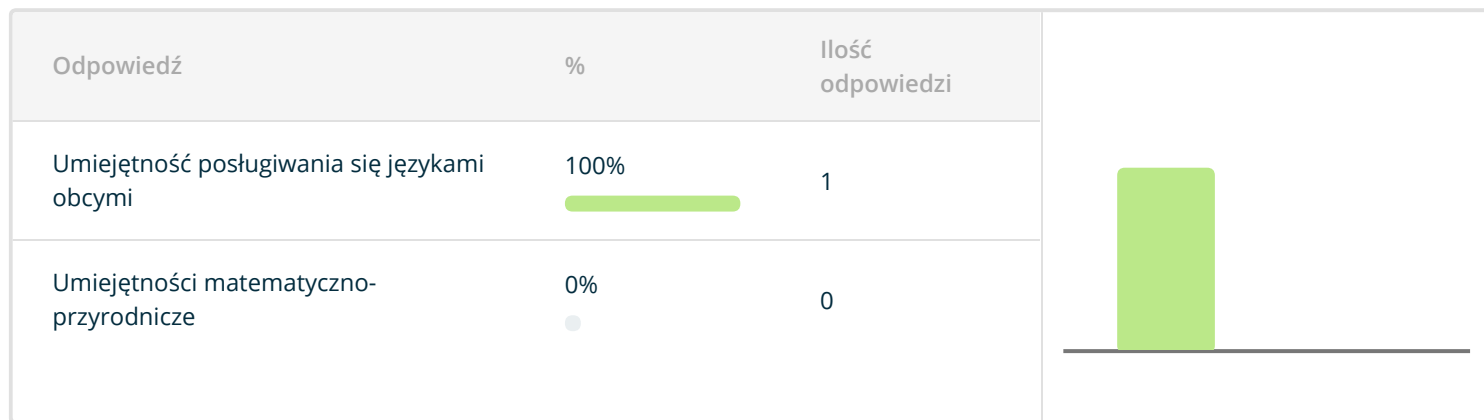 Odpowiedź
%
Ilość
odpowiedzi
Umiejętność posługiwania się językami
obcymi
100%
1
Umiejętności matematyczno-
przyrodnicze
0%
0